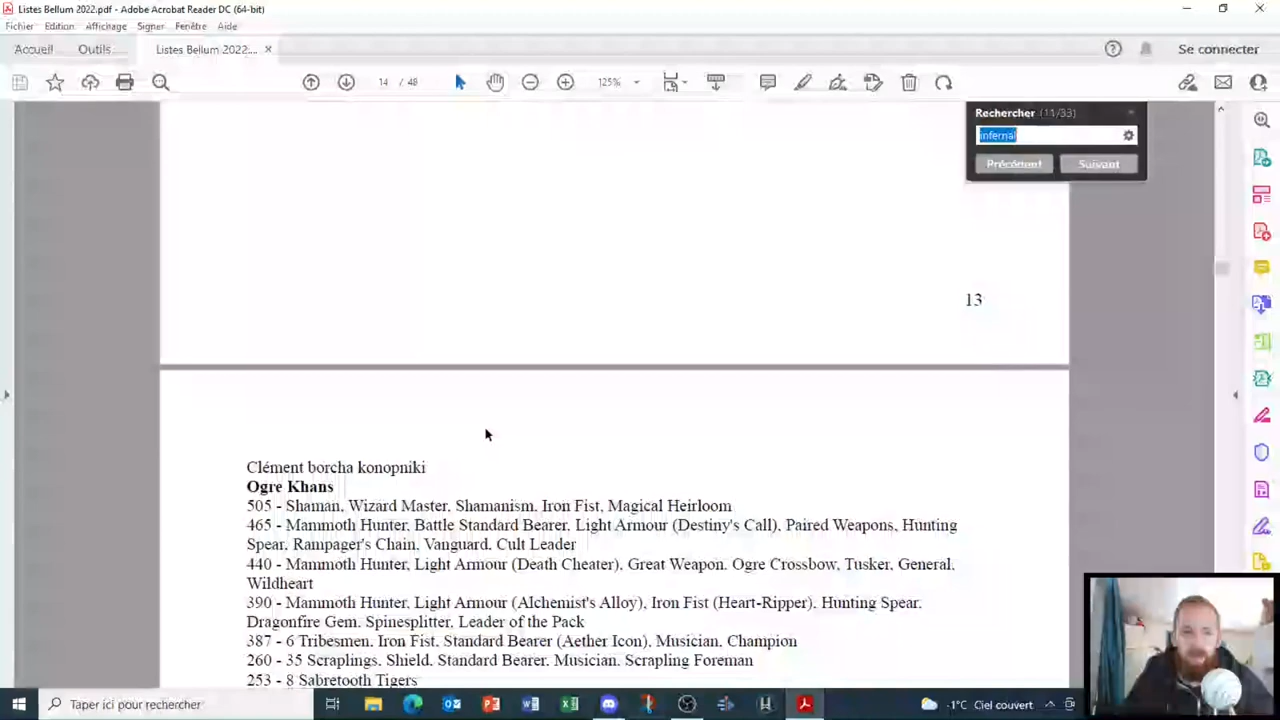 Listes Bellum 2022.pdf - Adobe Acrobat Reader DC (64-bit)
Fichier Edition Affichage Signer Fenêtre Aide
Accueil Outils Listes Bellum 2022.... × Se connecter
14 / 48 125%
Rechercher (11/33)
infernal
Précédent Suivant
13
Clément borcha konopniki
Ogre Khans
505 - Shaman, Wizard Master, Shamanism, Iron Fist, Magical Heirloom
465 - Mammoth Hunter, Battle Standard Bearer, Light Armour (Destiny's Call), Paired Weapons, Hunting
Spear, Rampager's Chain, Vanguard, Cult Leader
440 - Mammoth Hunter, Light Armour (Death Cheater), Great Weapon, Ogre Crossbow, Tusker, General,
Wildheart
390 - Mammoth Hunter, Light Armour (Alchemist's Alloy), Iron Fist (Heart-Ripper), Hunting Spear,
Dragonfire Gem, Spinesplitter, Leader of the Pack
387 - 6 Tribesmen, Iron Fist, Standard Bearer (Aether Icon), Musician, Champion
260 - 35 Scraplings, Shield, Standard Bearer, Musician, Scrapling Foreman
253 - 8 Sabretooth Tigers
Taper ici pour rechercher
-1°C Ciel couvert